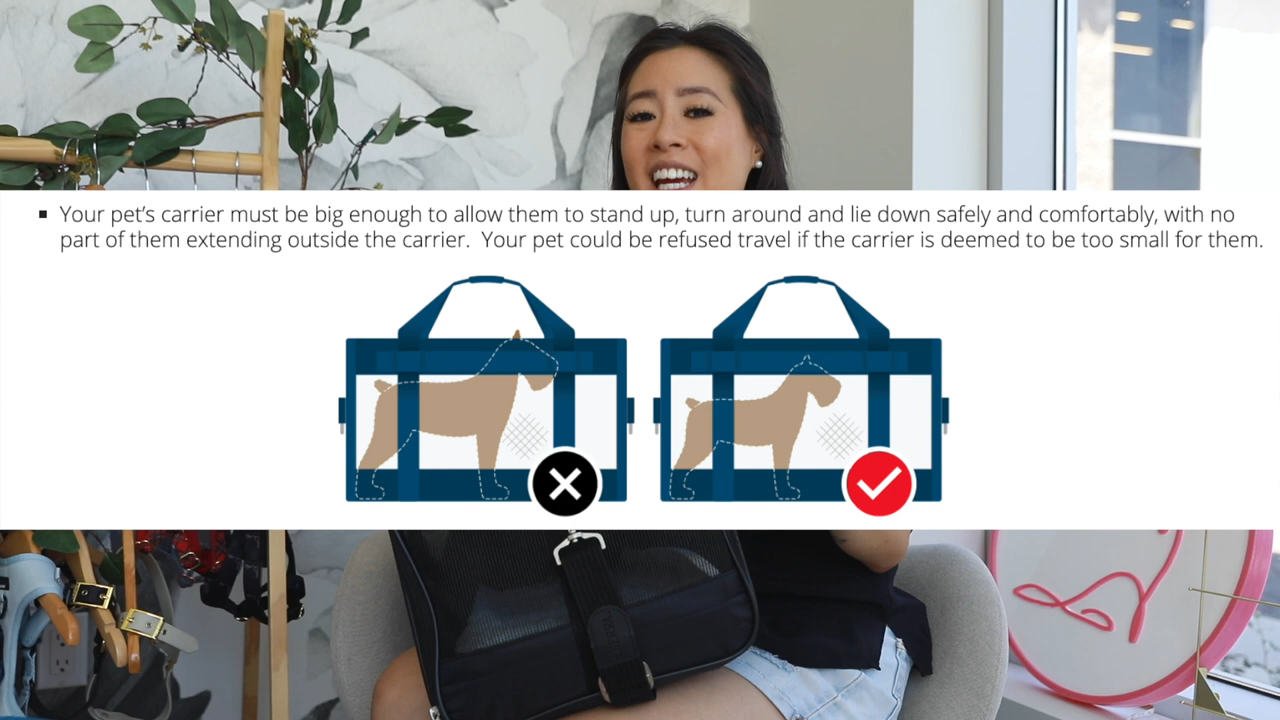 Your pet’s carrier must be big enough to allow them to stand up, turn around and lie down safely and comfortably, with no
part of them extending outside the carrier.  Your pet could be refused travel if the carrier is deemed to be too small for them.